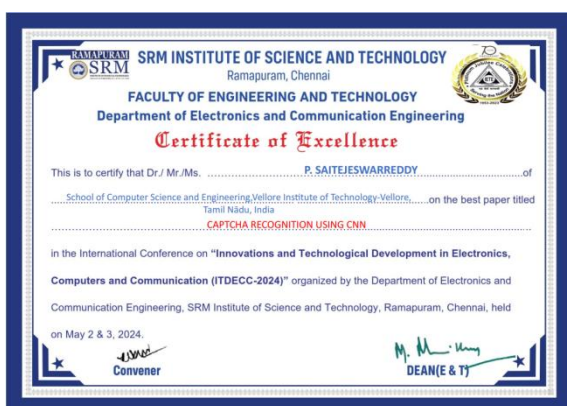 RAMAPURAM
SRM
SRM INSTITUTE OF SCIENCE AND TECHNOLOGY
Ramapuram, Chennai
FACULTY OF ENGINEERING AND TECHNOLOGY
Department of Electronics and Communication Engineering
70
IETE
Certificate of Excellence
This is to certify that Dr./ Mr./Ms. P. SAITEJESWARREDDY of
School of Computer Science and Engineering,Vellore Institute of Technology-Vellore, on the best paper titled
Tamil Nādu, India
CAPTCHA RECOGNITION USING CNN
in the International Conference on "Innovations and Technological Development in Electronics,
Computers and Communication (ITDECC-2024)" organized by the Department of Electronics and
Communication Engineering, SRM Institute of Science and Technology, Ramapuram, Chennai, held
on May 2 & 3, 2024.
Convener
DEAN(E & T)